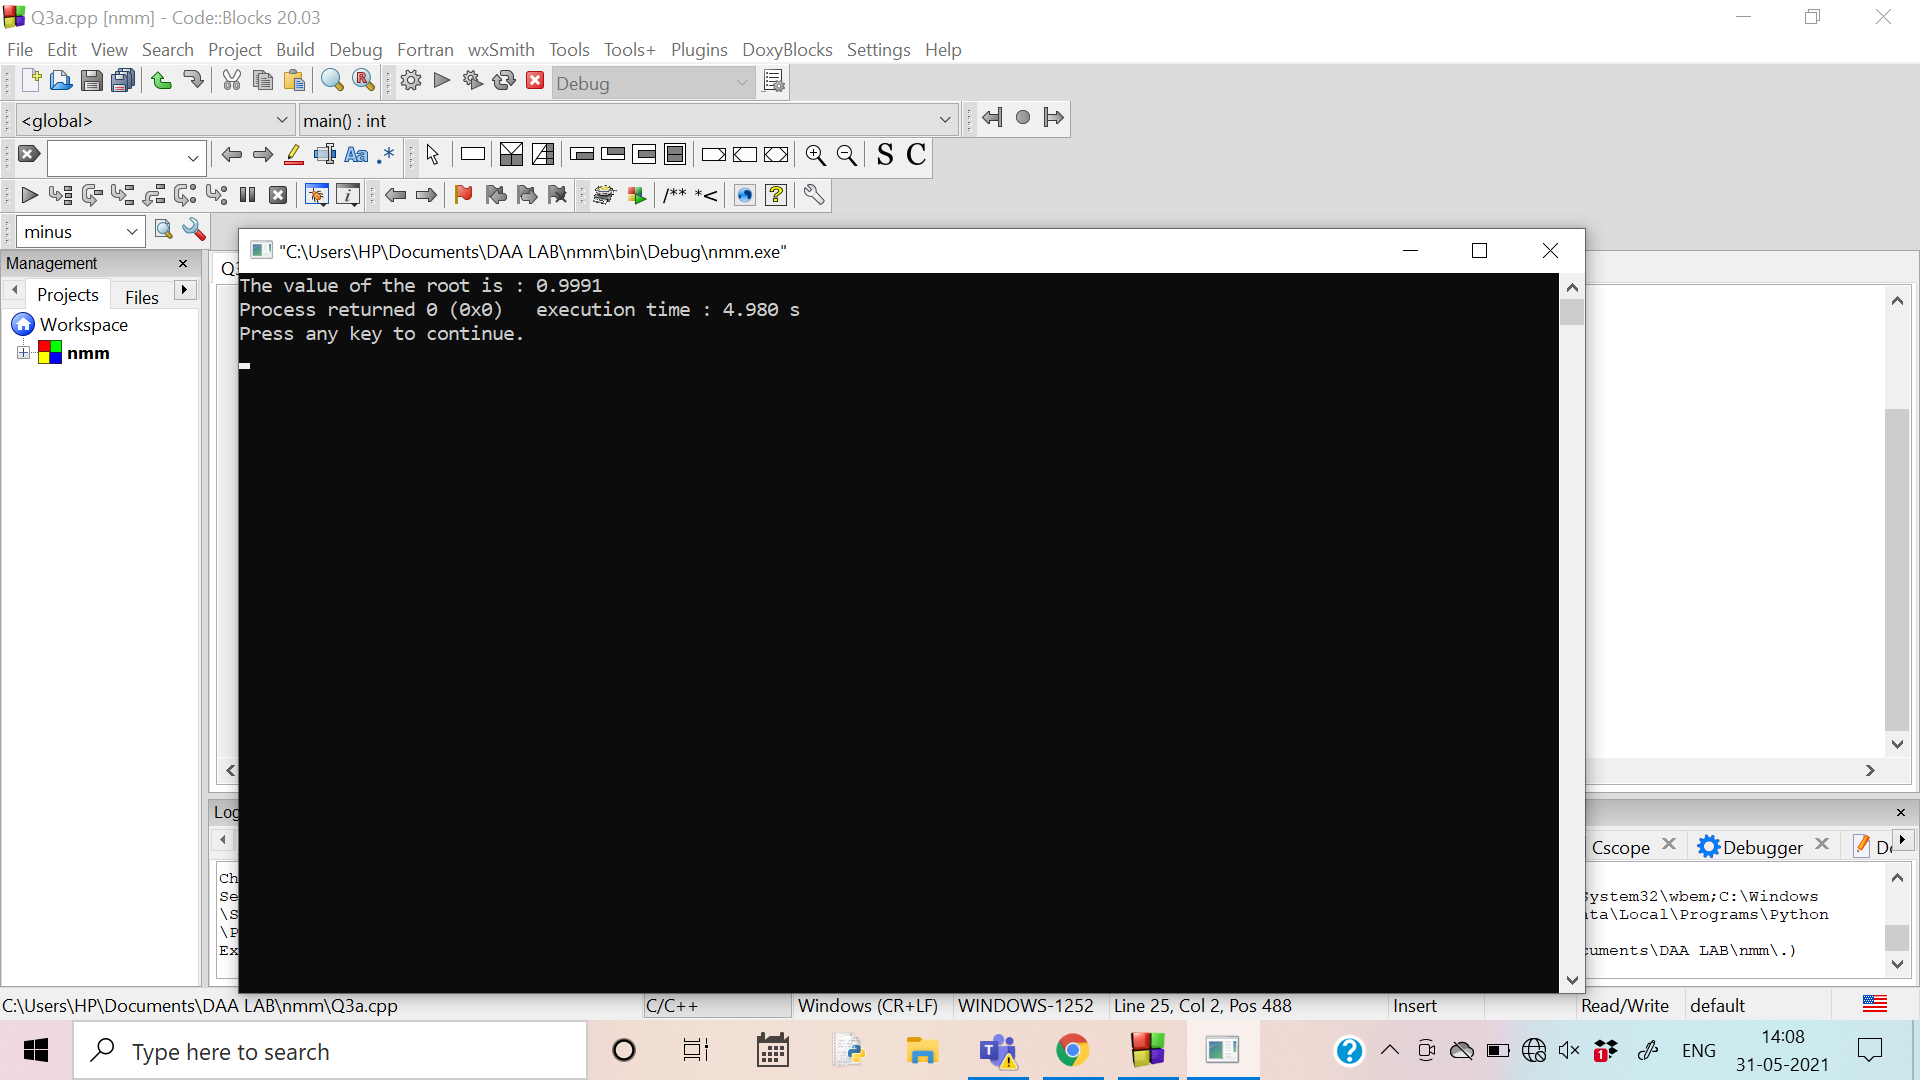 Q3a.cpp [nmm] - Code::Blocks 20.03
File Edit View Search Project Build Debug Fortran wxSmith Tools Tools+ Plugins DoxyBlocks Settings Help
Debug
<global> main() : int
Aa .* S C
/** *<
minus
"C:\Users\HP\Documents\DAA LAB\nmm\bin\Debug\nmm.exe"
Management
Projects Files
Workspace
nmm
The value of the root is : 0.9991
Process returned 0 (0x0)   execution time : 4.980 s
Press any key to continue.
Log
Cscope Debugger
Ch
Se ystem32\wbem;C:\Windows
\S ata\Local\Programs\Python
\P
Ex cuments\DAA LAB\nmm\.)
C:\Users\HP\Documents\DAA LAB\nmm\Q3a.cpp C/C++ Windows (CR+LF) WINDOWS-1252 Line 25, Col 2, Pos 488 Insert Read/Write default
Type here to search
1
ENG
14:08
31-05-2021